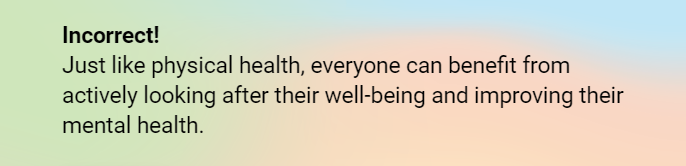 Incorrect!
Just like physical health, everyone can benefit from
actively looking after their well-being and improving their
mental health.